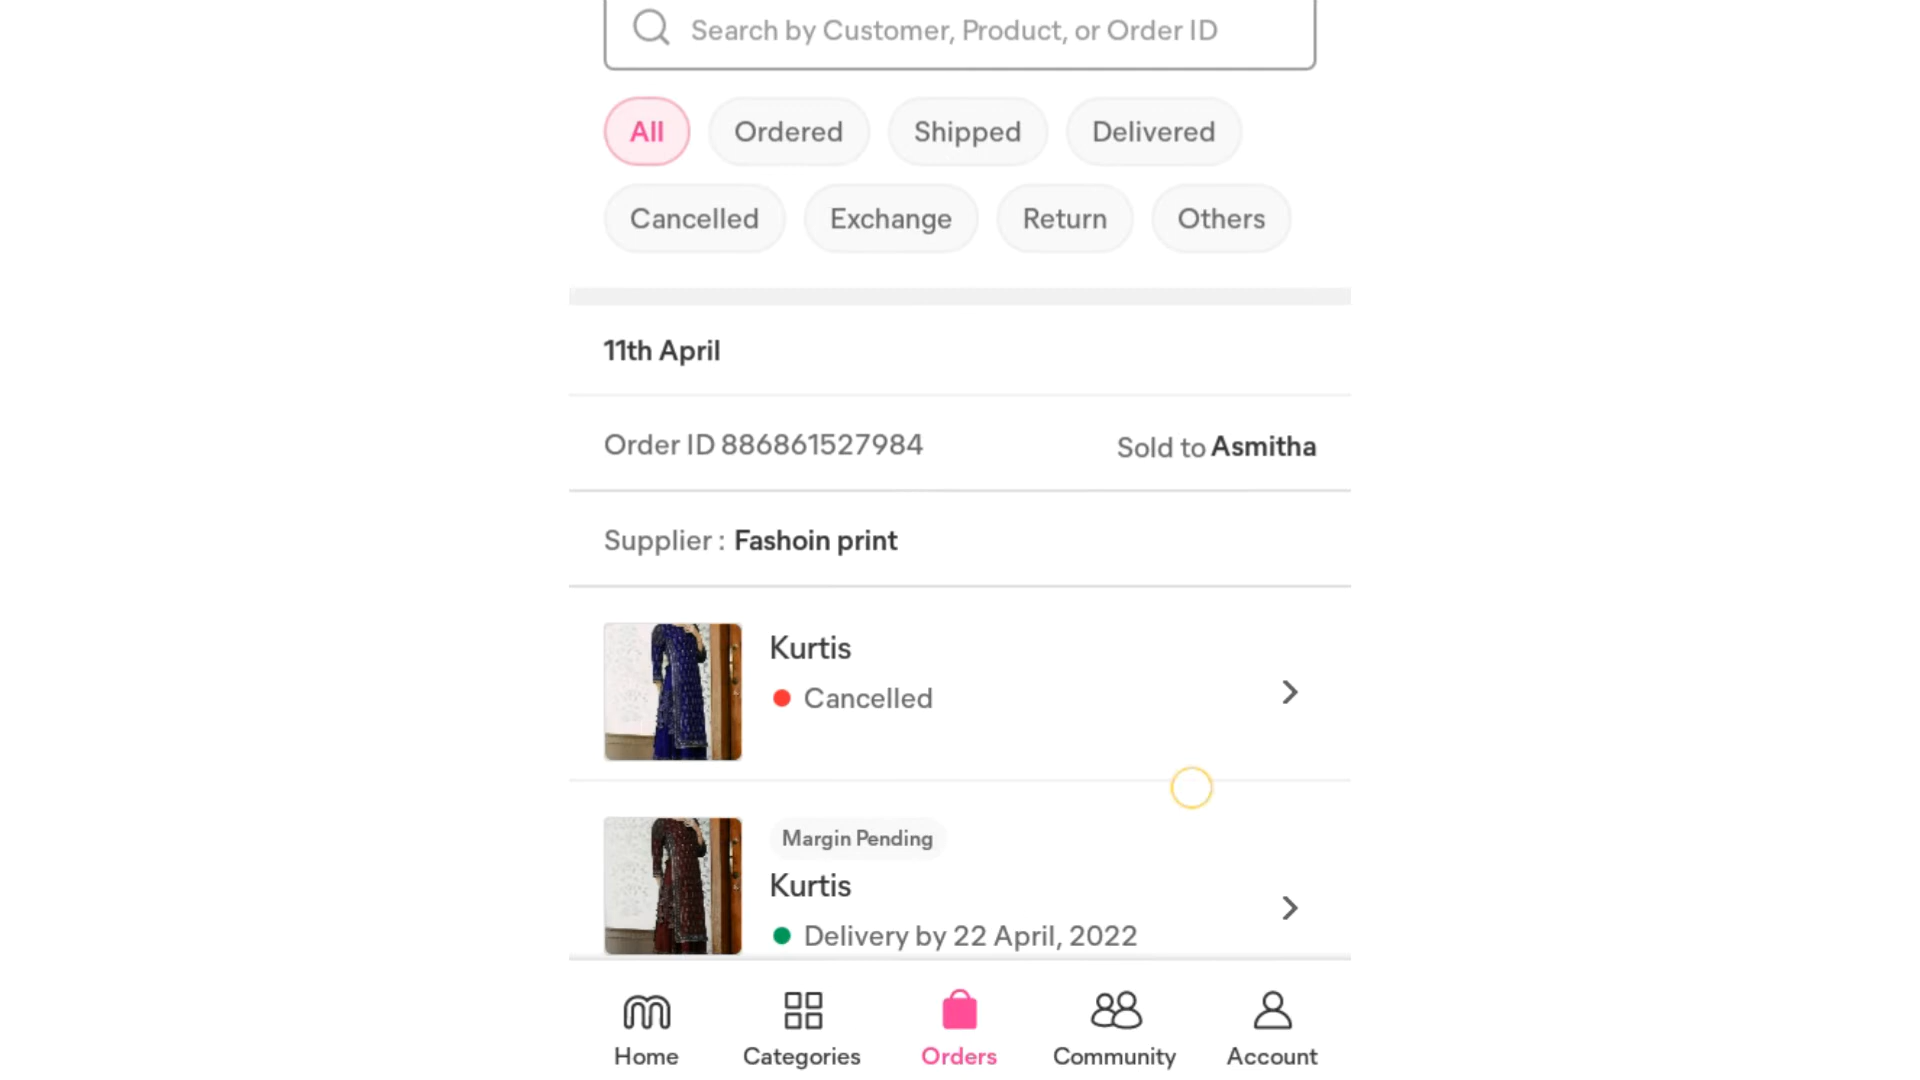 Search by Customer, Product, or Order ID
All Ordered Shipped Delivered
Cancelled Exchange Return Others
11th April
Order ID 886861527984 Sold to Asmitha
Supplier : Fashoin print
Kurtis
Cancelled
Margin Pending
Kurtis
Delivery by 22 April, 2022
Home Categories Orders Community Account